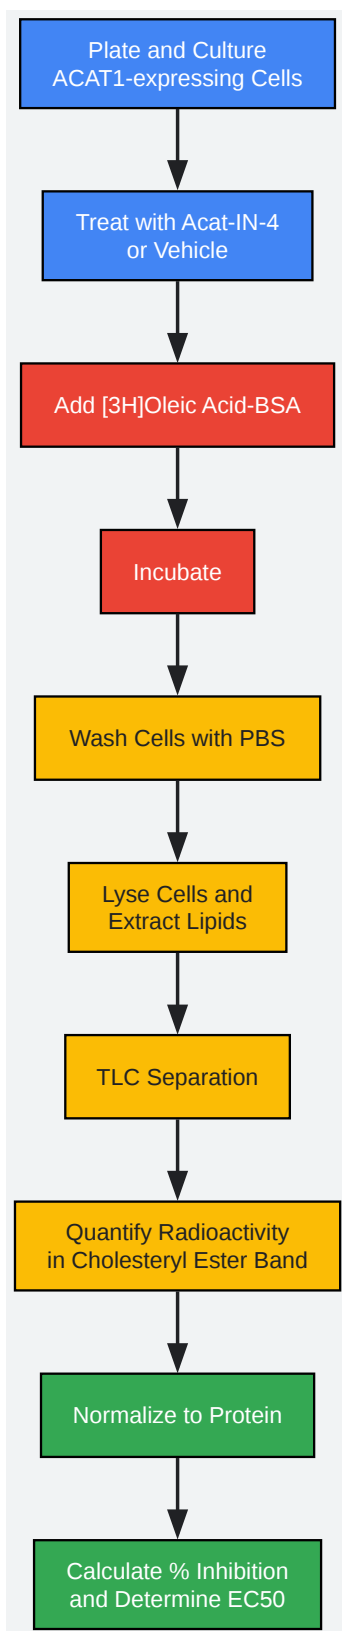 Plate and Culture
ACAT1-expressing Cells
Treat with Acat-IN-4
or Vehicle
Add [3H]Oleic Acid-BSA
Incubate
Wash Cells with PBS
Lyse Cells and
Extract Lipids
TLC Separation
Quantify Radioactivity
in Cholesteryl Ester Band
Normalize to Protein
Calculate % Inhibition
and Determine EC50